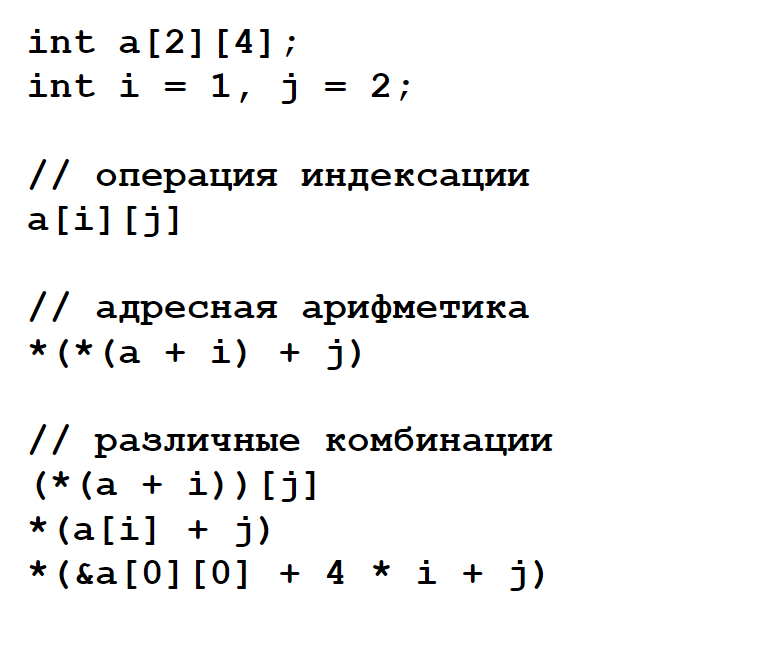 int a[2][4];
int i = 1, j = 2;
// операция индексации
a[i][j]
// адресная арифметика
*(*(a + i) + j)
// различные комбинации
(*(a + i))[j]
*(a[i] + j)
*(&a[0][0] + 4 * i + j)